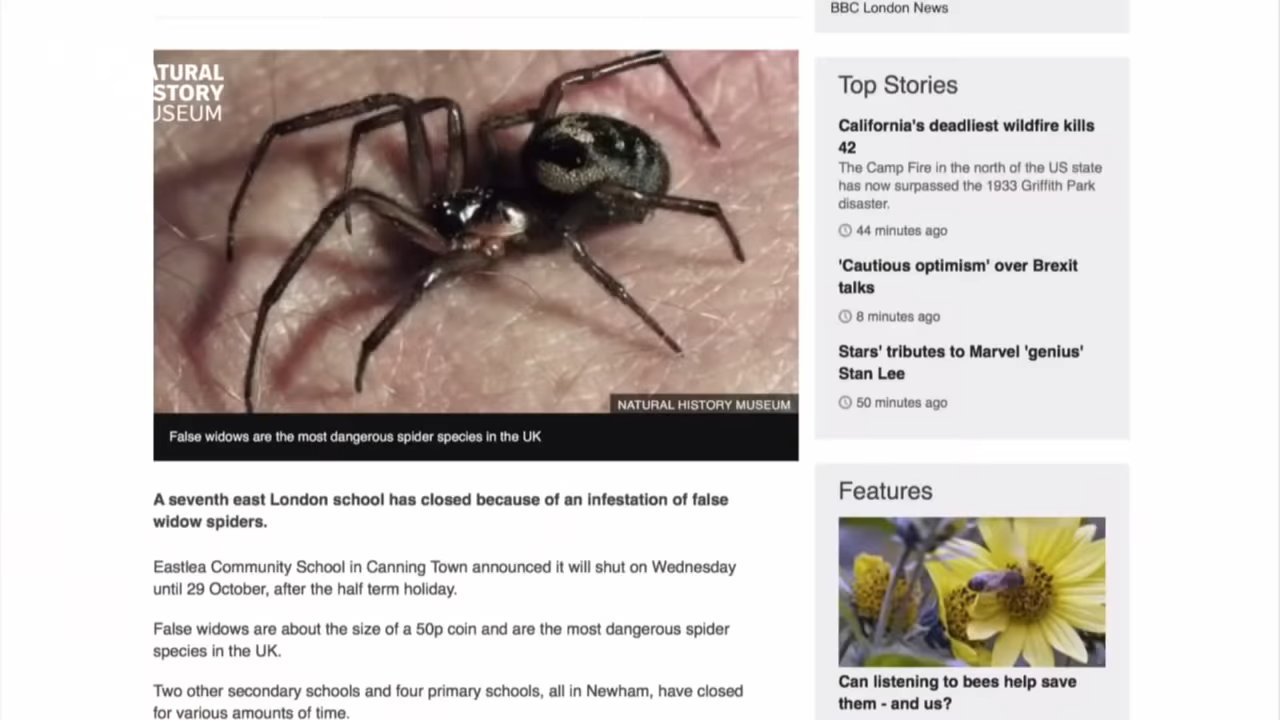 BBC London News
ATURAL
STORY
USEUM
NATURAL HISTORY MUSEUM
False widows are the most dangerous spider species in the UK
A seventh east London school has closed because of an infestation of false
widow spiders.
Eastlea Community School in Canning Town announced it will shut on Wednesday
until 29 October, after the half term holiday.
False widows are about the size of a 50p coin and are the most dangerous spider
species in the UK.
Two other secondary schools and four primary schools, all in Newham, have closed
for various amounts of time.
Top Stories
California's deadliest wildfire kills
42
The Camp Fire in the north of the US state
has now surpassed the 1933 Griffith Park
disaster.
44 minutes ago
'Cautious optimism' over Brexit
talks
8 minutes ago
Stars' tributes to Marvel 'genius'
Stan Lee
50 minutes ago
Features
Can listening to bees help save
them - and us?